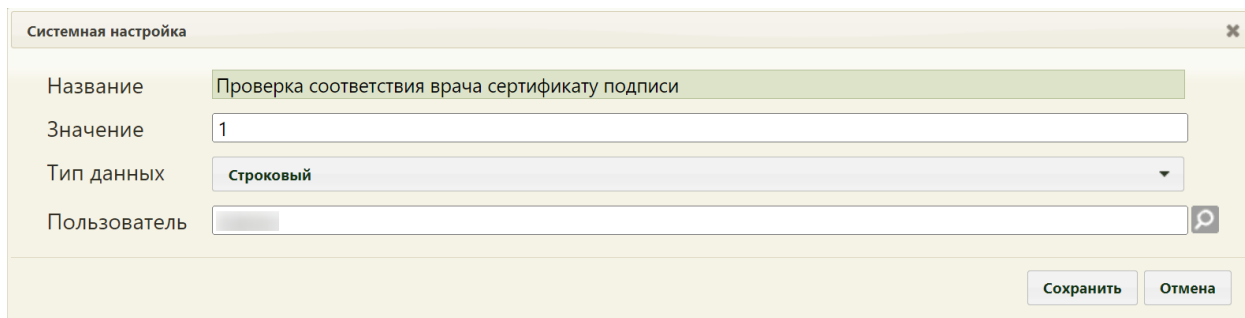 Системная настройка
Название Проверка соответствия врача сертификату подписи
Значение 1
Тип данных Строковый
Пользователь
Сохранить Отмена